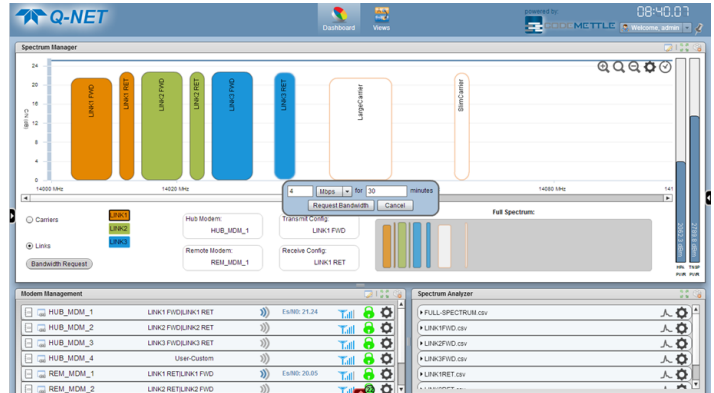 Q-NET
Dashboard
Views
powered by:
METTLE
08:40.07
Welcome, admin
Spectrum Manager
24
20
16
12
8
4
0
C/N (dB)
LINK1 FWD
LINK1 RET
LINK2 FWD
LINK2 RET
LINK3 FWD
LINK3 RET
LargeCarrier
SlimCarrier
14000 MHz
14020 MHz
14080 MHz
141
4
Mbps
for
30
minutes
Request Bandwidth
Cancel
Carriers
Links
Bandwidth Request
LINK1
LINK2
LINK3
Hub Modem:
HUB_MDM_1
Remote Modem:
REM_MDM_1
Transmit Config:
LINK1 FWD
Receive Config:
LINK1 RET
Full Spectrum:
PWR
PWR
Modem Management
HUB_MDM_1 LINK1 FWD|LINK1 RET Es/N0: 21.24
HUB_MDM_2 LINK2 FWD|LINK2 RET
HUB_MDM_3 LINK3 FWD|LINK3 RET
HUB_MDM_4 User-Custom
REM_MDM_1 LINK1 RET|LINK1 FWD Es/N0: 20.05
REM_MDM_2 LINK2 RET|LINK2 FWD
22
Spectrum Analyzer
FULL-SPECTRUM.csv
LINK1FWD.csv
LINK2FWD.csv
LINK3FWD.csv
LINK1RET.csv